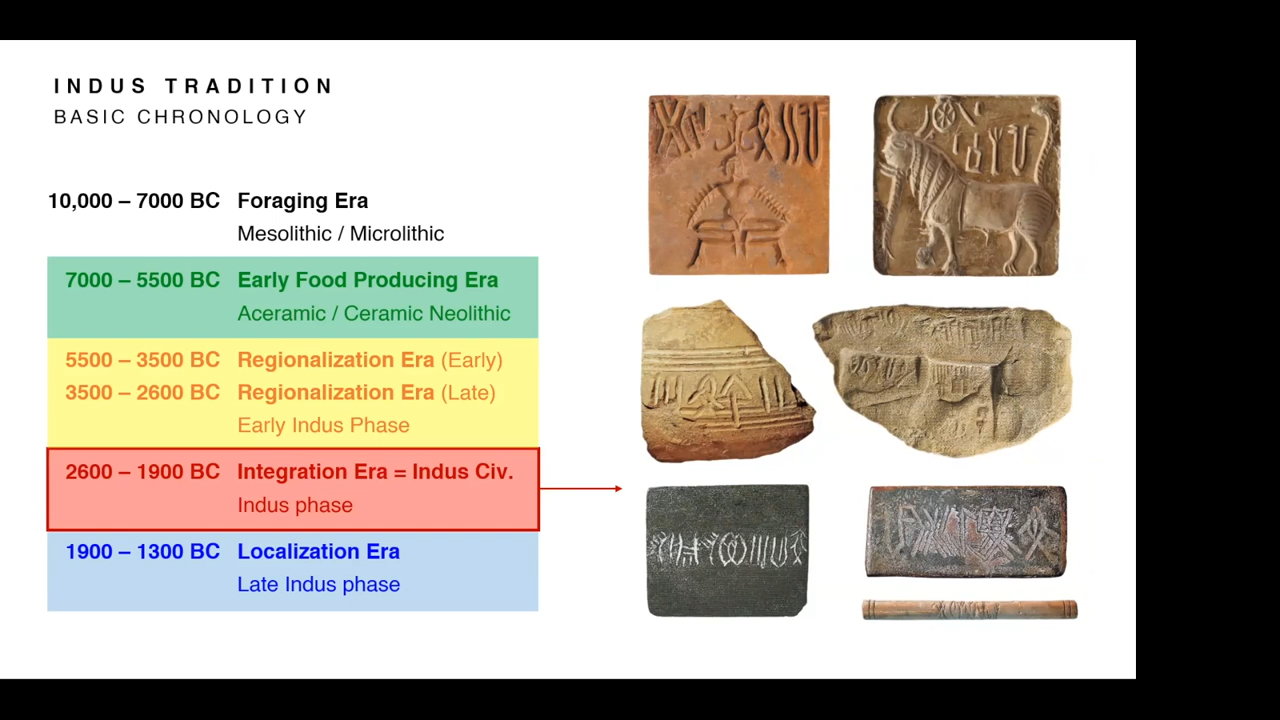 INDUS TRADITION
BASIC CHRONOLOGY
10,000 – 7000 BC Foraging Era
Mesolithic / Microlithic
7000 – 5500 BC Early Food Producing Era
Aceramic / Ceramic Neolithic
5500 – 3500 BC Regionalization Era (Early)
3500 – 2600 BC Regionalization Era (Late)
Early Indus Phase
2600 – 1900 BC Integration Era = Indus Civ.
Indus phase
1900 – 1300 BC Localization Era
Late Indus phase